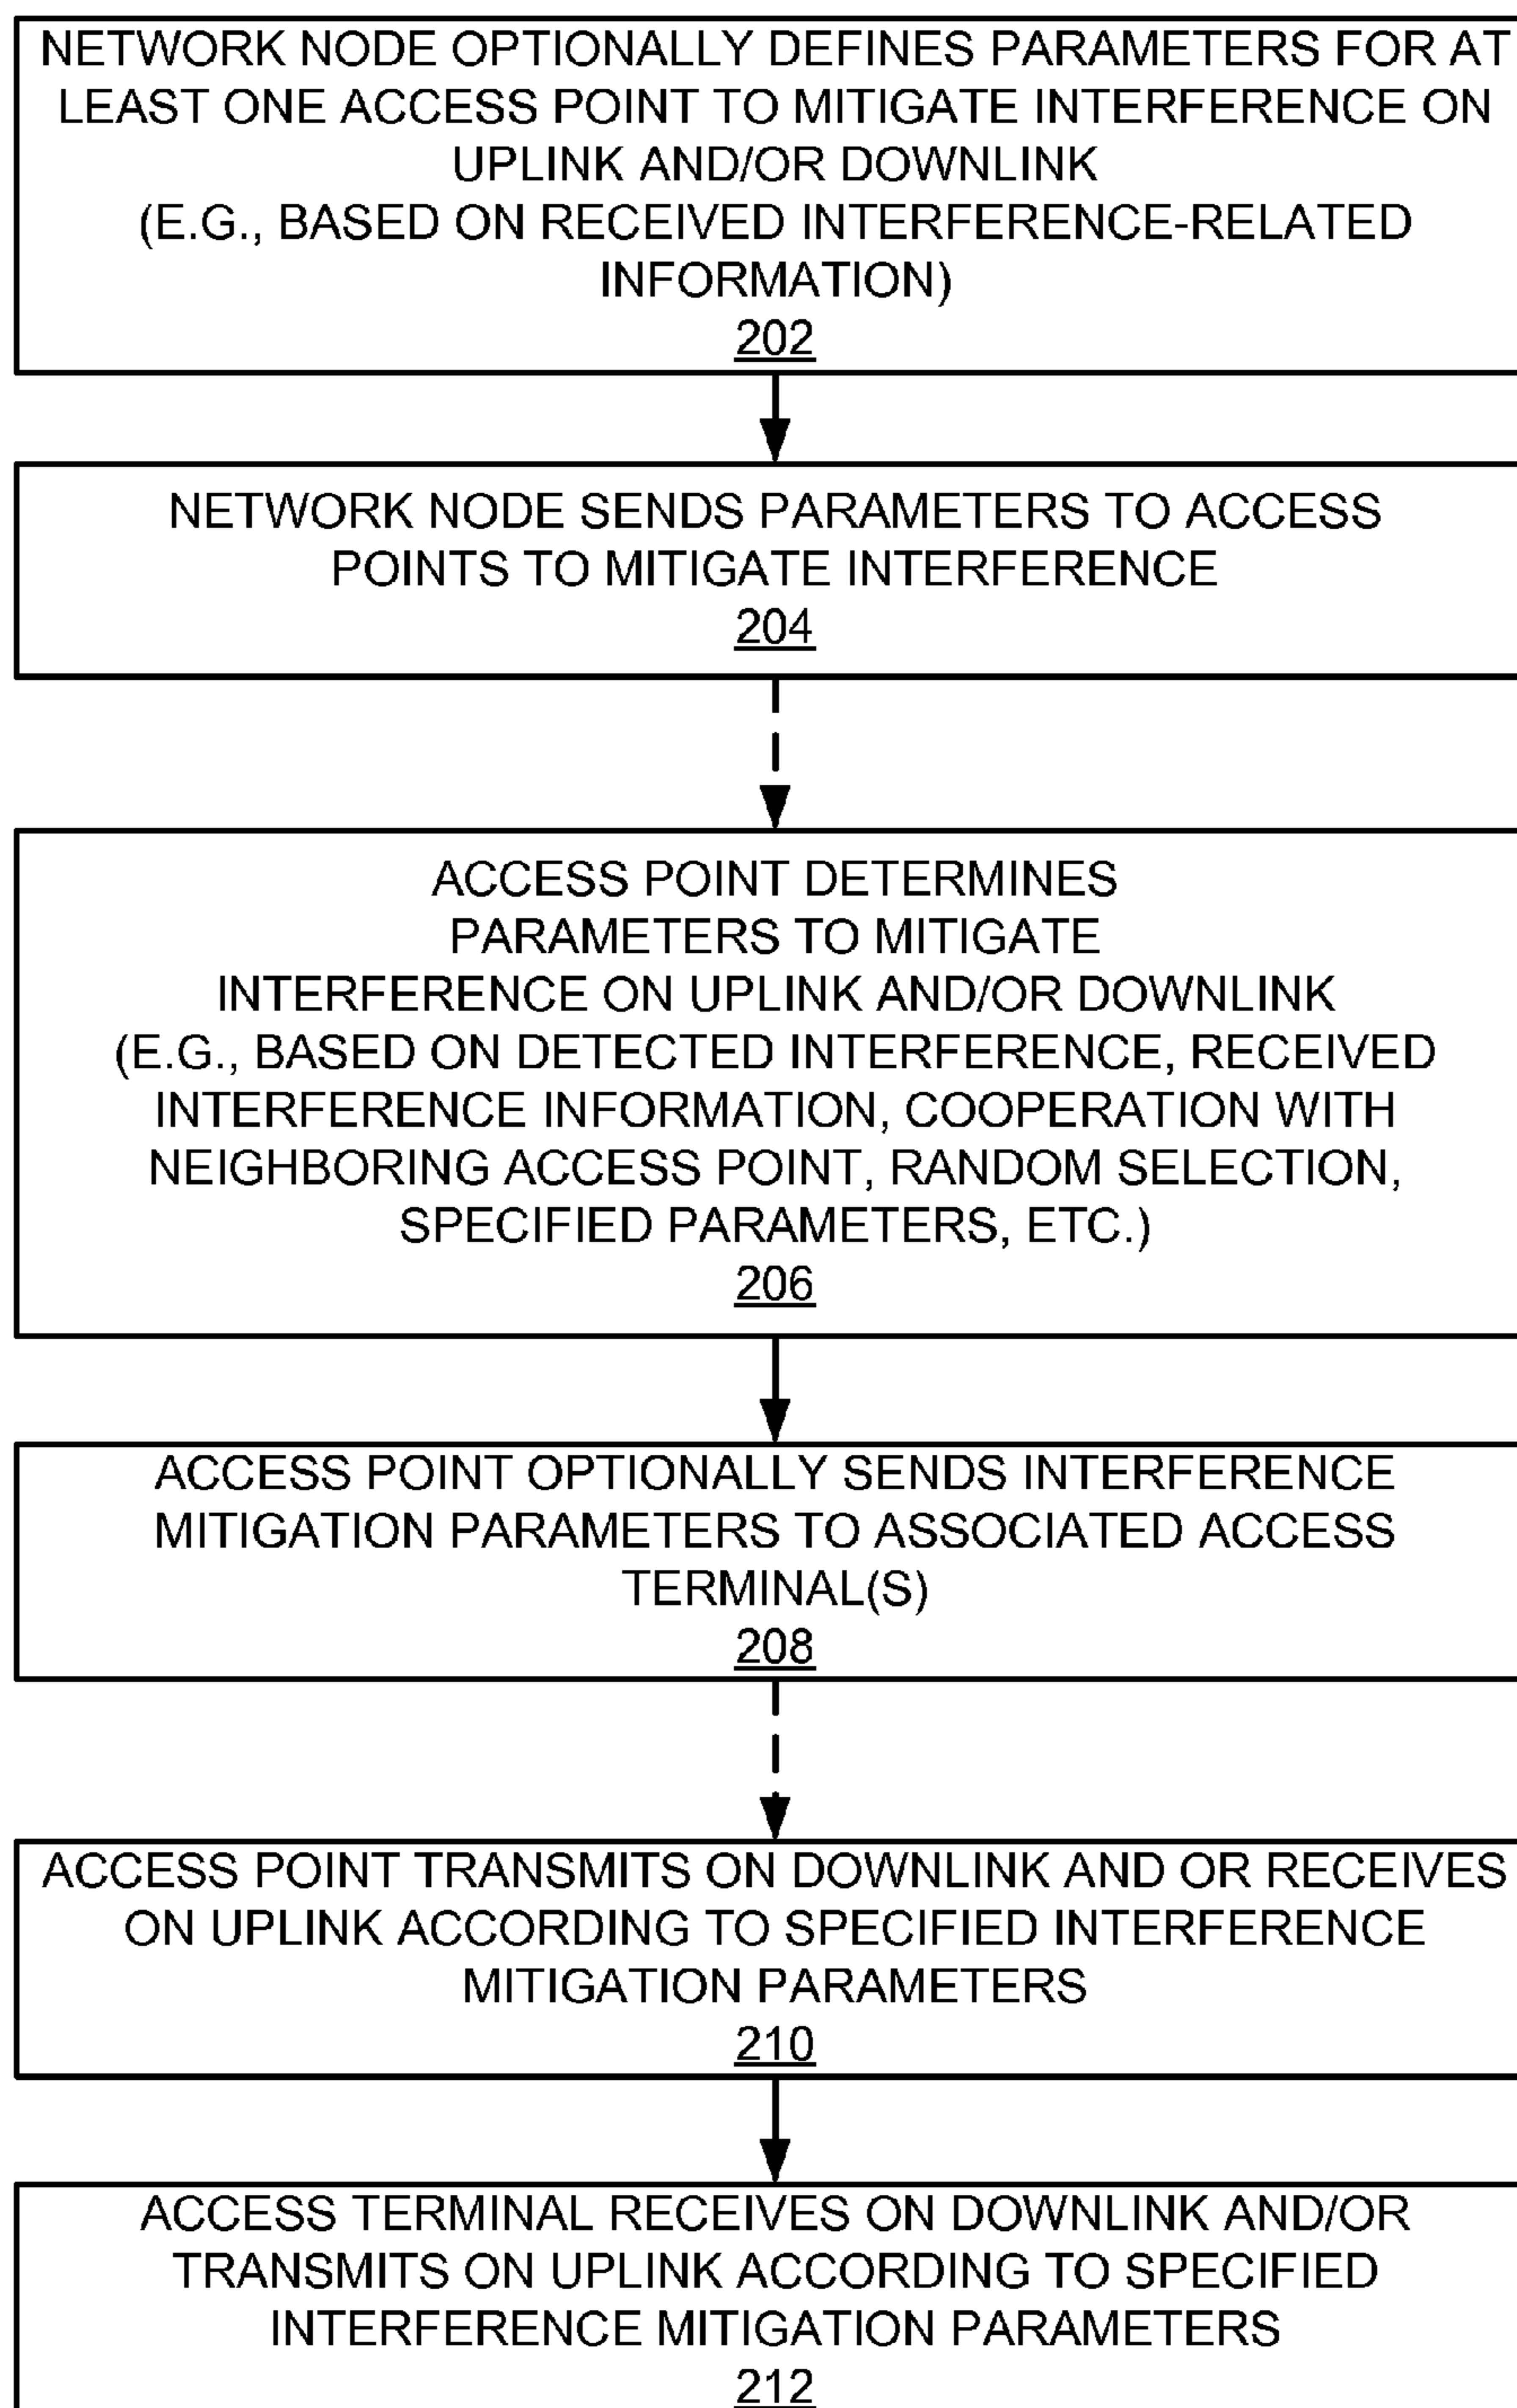 NETWORK NODE OPTIONALLY DEFINES PARAMETERS FOR AT
LEAST ONE ACCESS POINT TO MITIGATE INTERFERENCE ON
UPLINK AND/OR DOWNLINK
(E.G., BASED ON RECEIVED INTERFERENCE-RELATED
INFORMATION)
202
NETWORK NODE SENDS PARAMETERS TO ACCESS
POINTS TO MITIGATE INTERFERENCE
204
ACCESS POINT DETERMINES
PARAMETERS TO MITIGATE
INTERFERENCE ON UPLINK AND/OR DOWNLINK
(E.G., BASED ON DETECTED INTERFERENCE, RECEIVED
INTERFERENCE INFORMATION, COOPERATION WITH
NEIGHBORING ACCESS POINT, RANDOM SELECTION,
SPECIFIED PARAMETERS, ETC.)
206
ACCESS POINT OPTIONALLY SENDS INTERFERENCE
MITIGATION PARAMETERS TO ASSOCIATED ACCESS
TERMINAL(S)
208
ACCESS POINT TRANSMITS ON DOWNLINK AND OR RECEIVES
ON UPLINK ACCORDING TO SPECIFIED INTERFERENCE
MITIGATION PARAMETERS
210
ACCESS TERMINAL RECEIVES ON DOWNLINK AND/OR
TRANSMITS ON UPLINK ACCORDING TO SPECIFIED
INTERFERENCE MITIGATION PARAMETERS
212